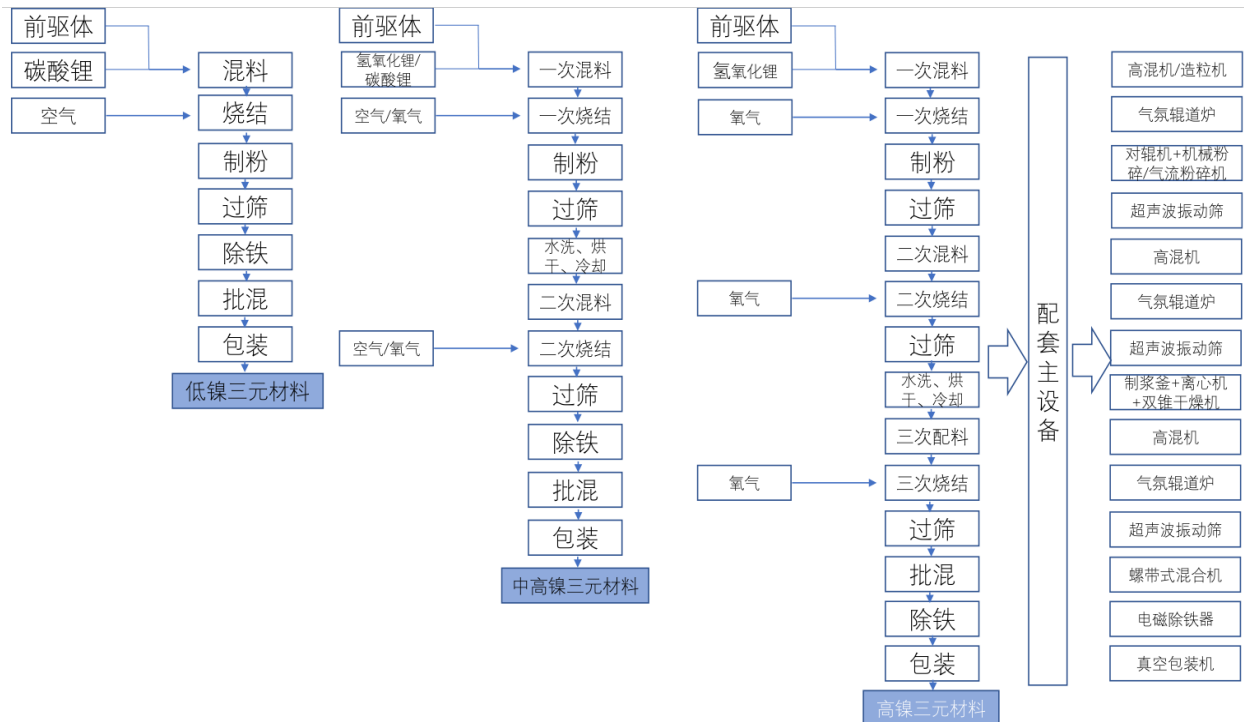 前驱体
碳酸锂
空气
混料
烧结
制粉
过筛
除铁
批混
包装
低镍三元材料
前驱体
氢氧化锂/
碳酸锂
空气/氧气
空气/氧气
一次混料
一次烧结
制粉
过筛
水洗、烘
干、冷却
二次混料
二次烧结
过筛
除铁
批混
包装
中高镍三元材料
前驱体
氢氧化锂
氧气
氧气
氧气
一次混料
一次烧结
制粉
过筛
二次混料
二次烧结
过筛
水洗、烘
干、冷却
三次配料
三次烧结
过筛
批混
除铁
包装
高镍三元材料
配套主设备
高混机/造粒机
气氛辊道炉
对辊机+机械粉
碎/气流粉碎机
超声波振动筛
高混机
气氛辊道炉
超声波振动筛
制浆釜+离心机
+双锥干燥机
高混机
气氛辊道炉
超声波振动筛
螺带式混合机
电磁除铁器
真空包装机